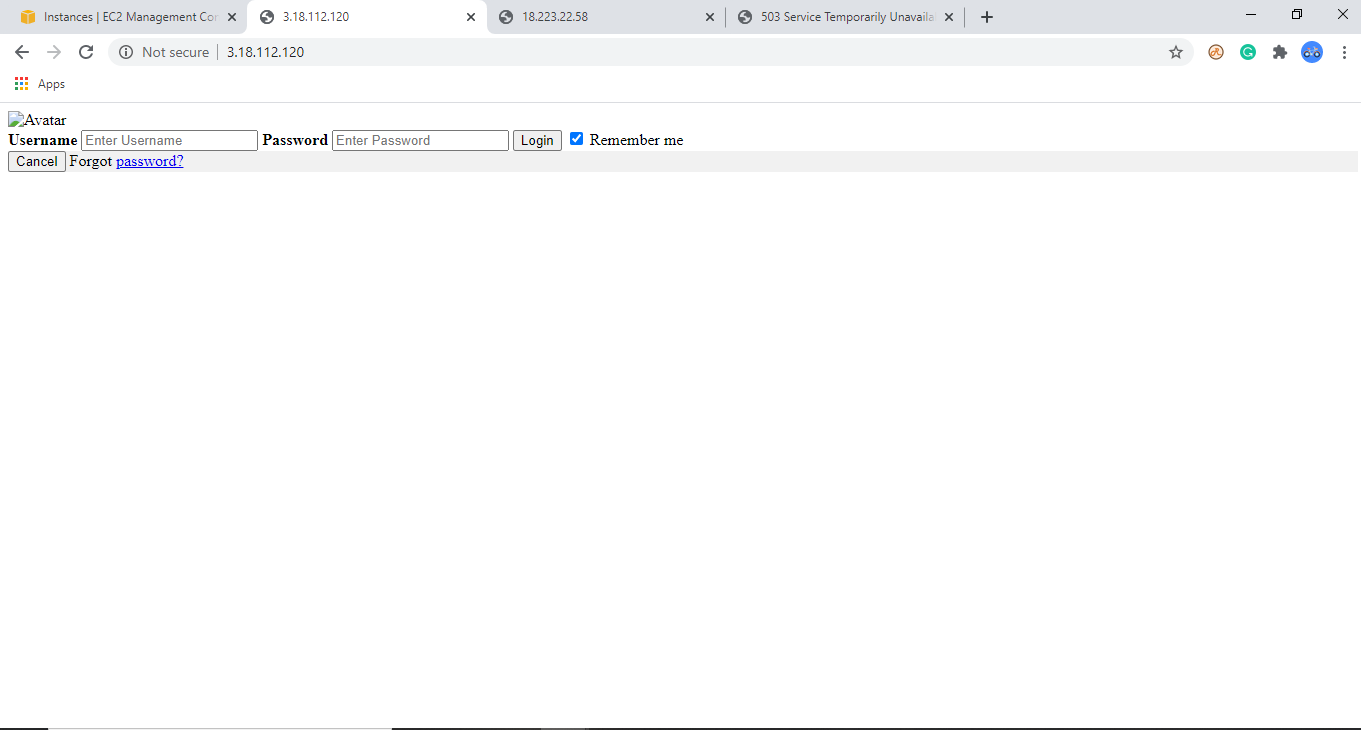 Instances | EC2 Management Con
3.18.112.120
18.223.22.58
503 Service Temporarily Unavaila
Not secure
3.18.112.120
Apps
Avatar
Username Enter Username Password Enter Password Login Remember me
Cancel Forgot password?